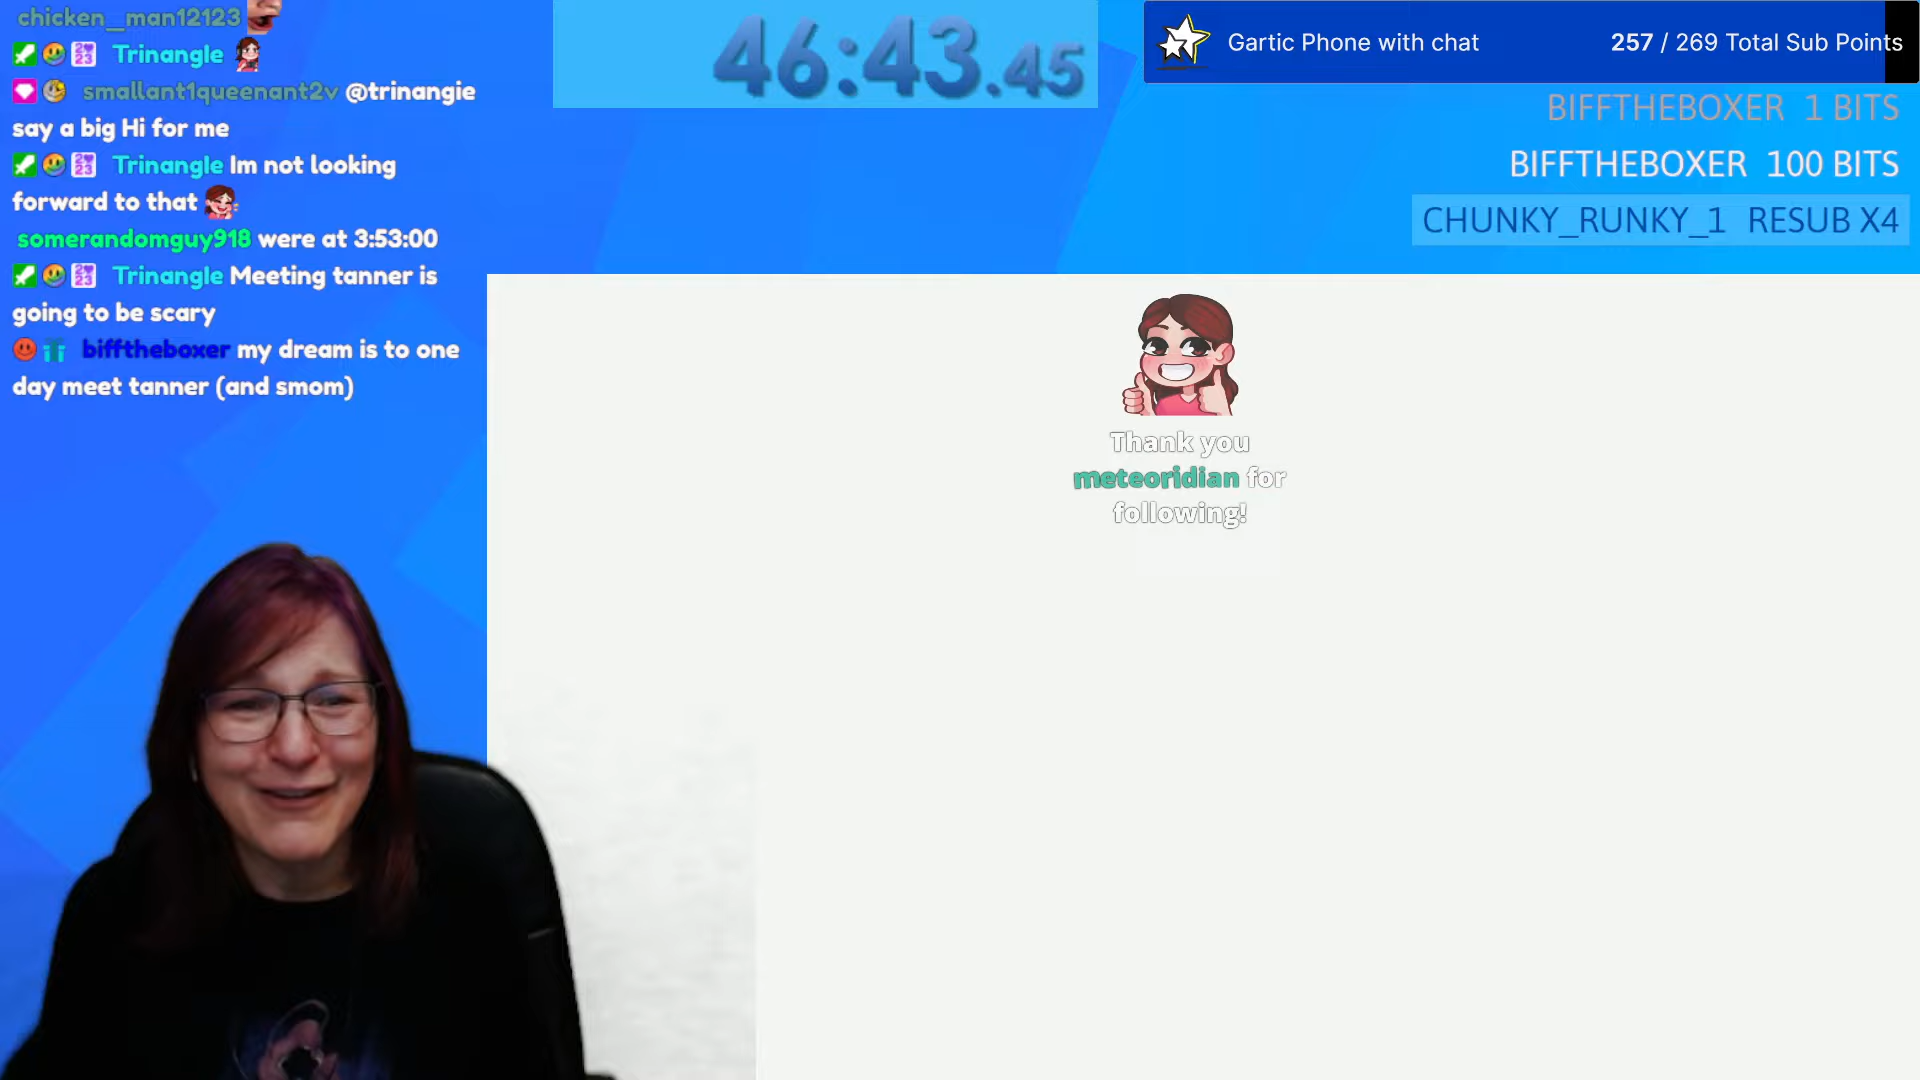 chicken_man12123
Trinangle
smallant1queenant2v @trinangie
say a big Hi for me
Trinangle Im not looking
forward to that
somerandomguy918 were at 3:53:00
Trinangle Meeting tanner is
going to be scary
bifftheboxer my dream is to one
day meet tanner (and smom)
46:43.45
Gartic Phone with chat 257 / 269 Total Sub Points
BIFFTHEBOXER 1 BITS
BIFFTHEBOXER 100 BITS
CHUNKY_RUNKY_1 RESUB X4
Thank you
meteoridian for
following!